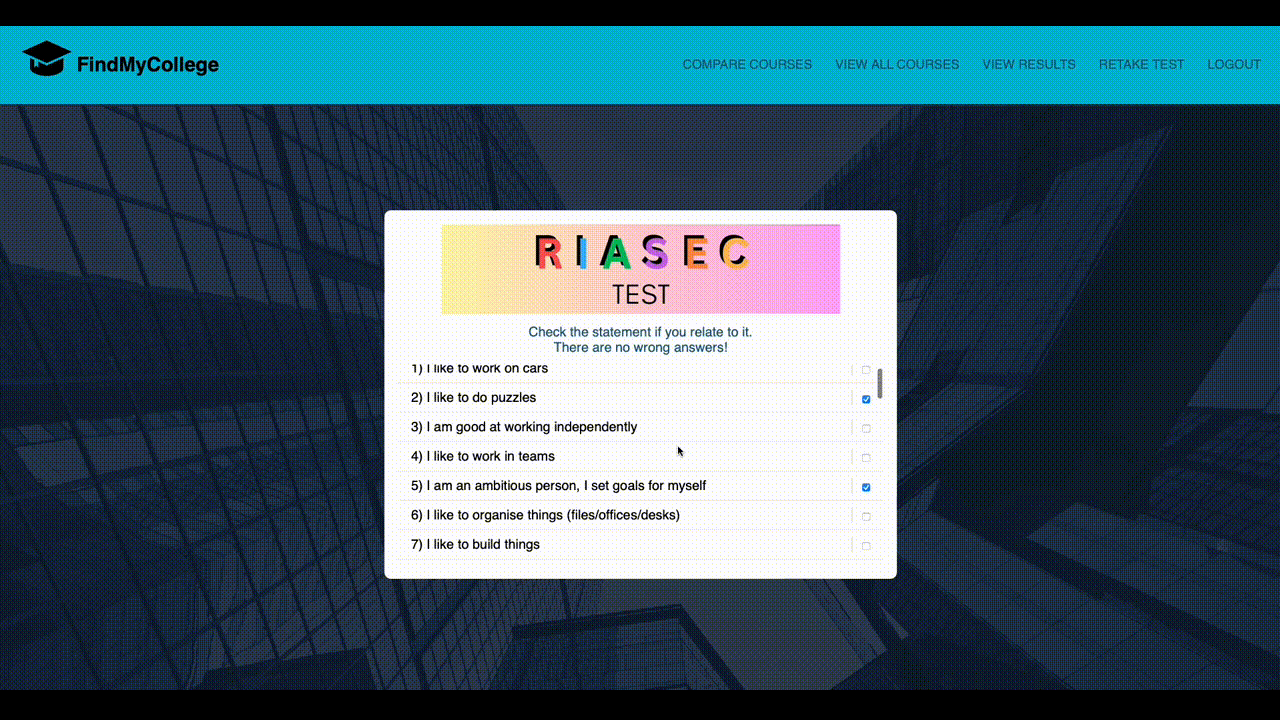 FindMyCollege
COMPARE COURSES VIEW ALL COURSES VIEW RESULTS RETAKE TEST LOGOUT
R I A S E C
TEST
Check the statement if you relate to it.
There are no wrong answers!
1) I like to work on cars
2) I like to do puzzles
3) I am good at working independently
4) I like to work in teams
5) I am an ambitious person, I set goals for myself
6) I like to organise things (files/offices/desks)
7) I like to build things